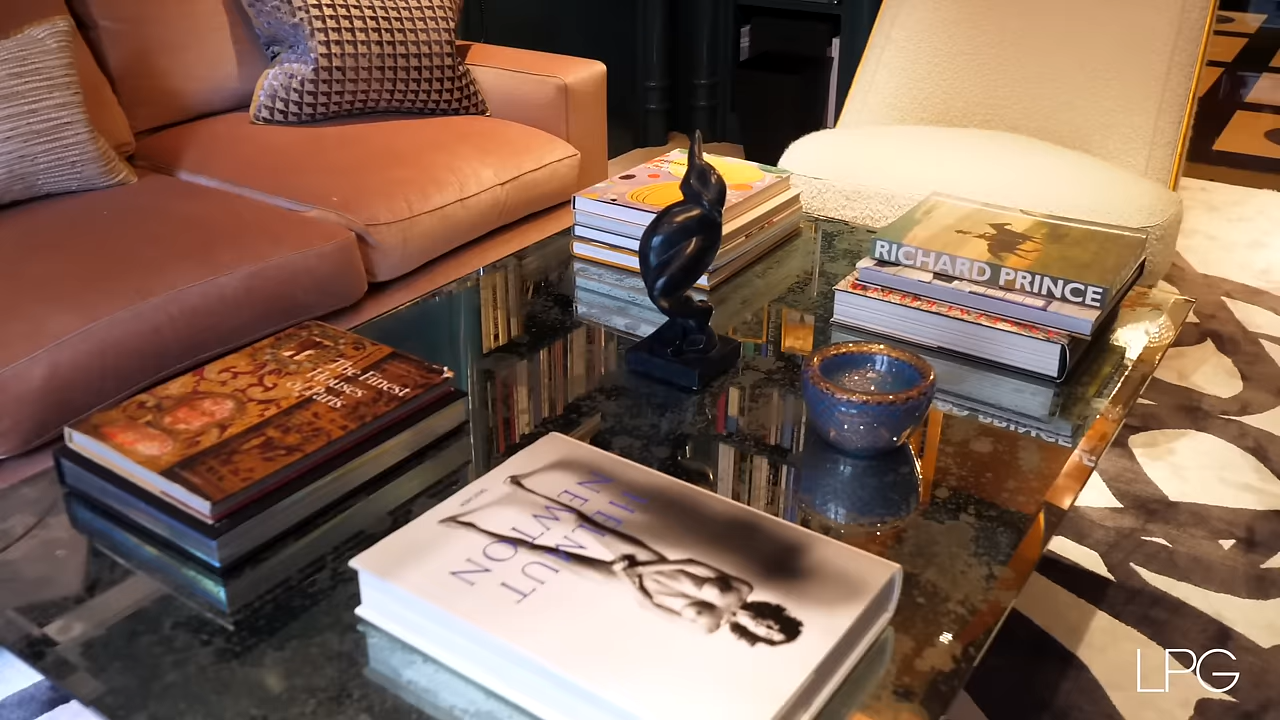 RICHARD PRINCE
The Finest
Houses
of Paris
HELMUT
NEWTON
LPG